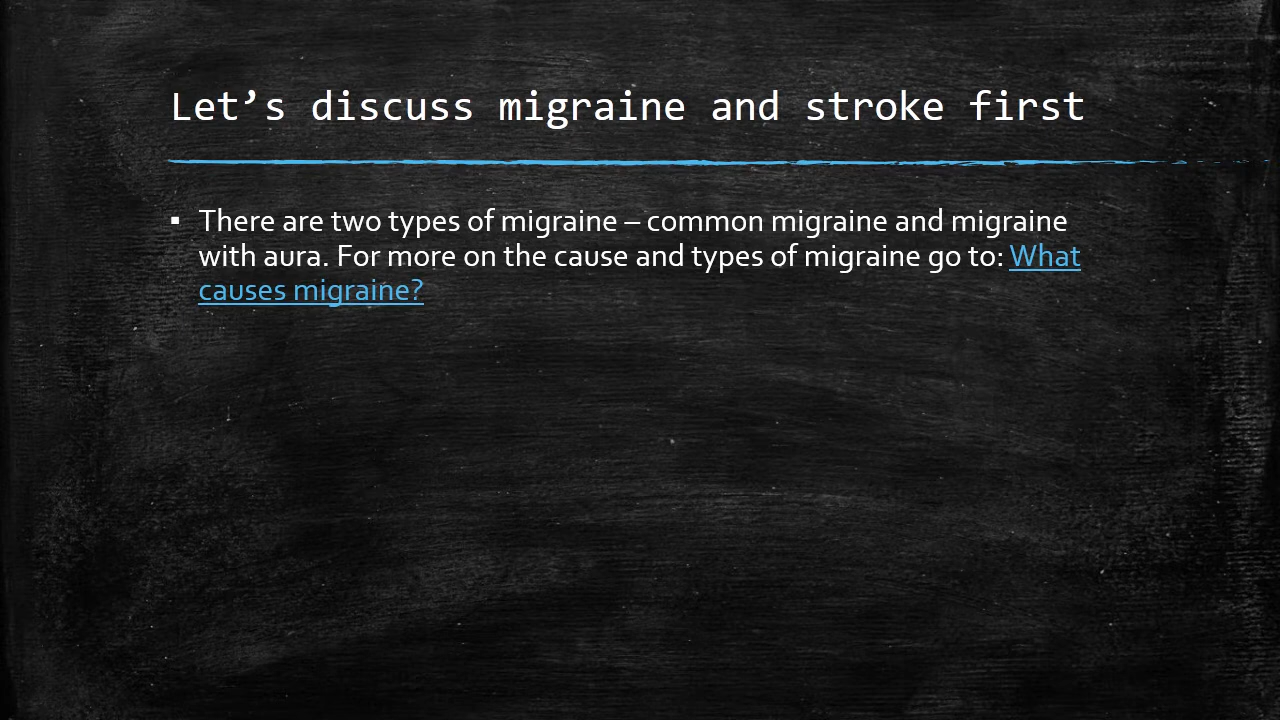 Let’s discuss migraine and stroke first
▪ There are two types of migraine – common migraine and migraine
with aura. For more on the cause and types of migraine go to: What
causes migraine?